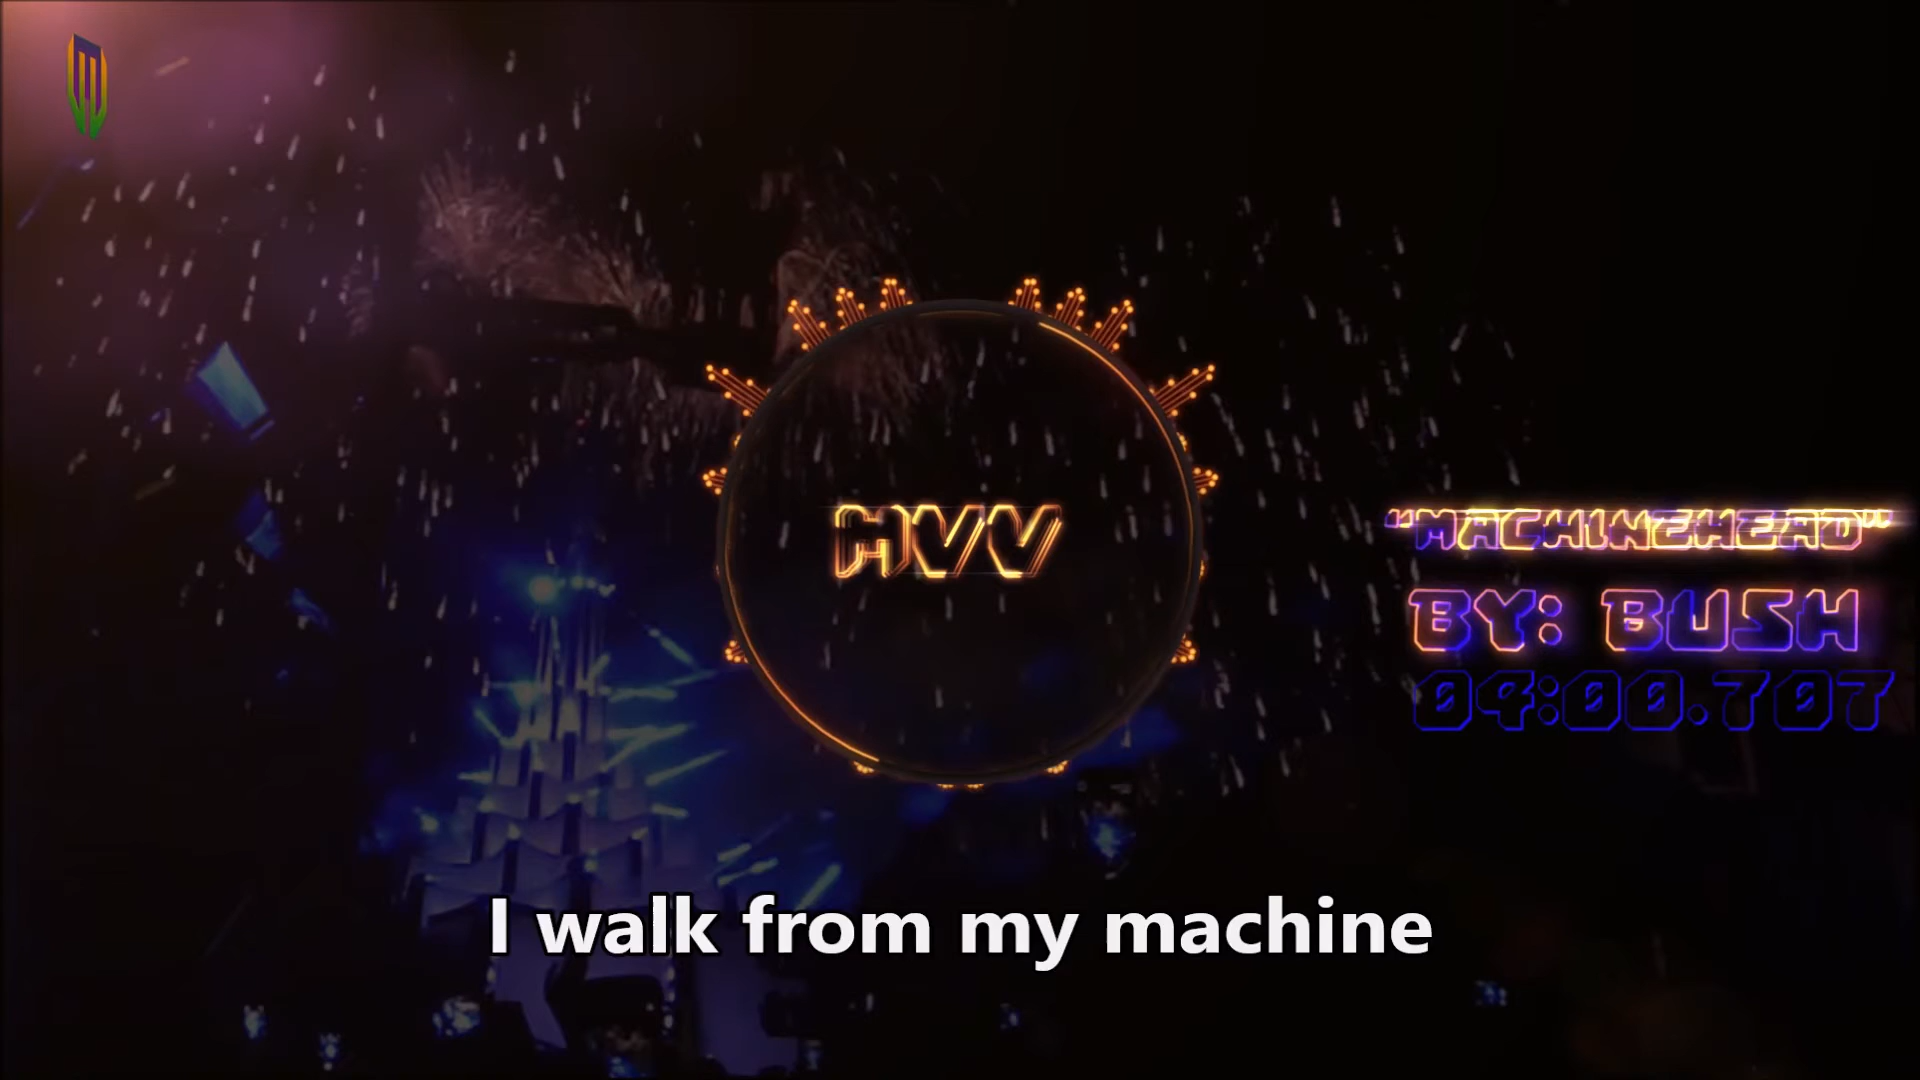 HVV
"MACHINEHEAD"
BY: BUSH
04:00.707
I walk from my machine